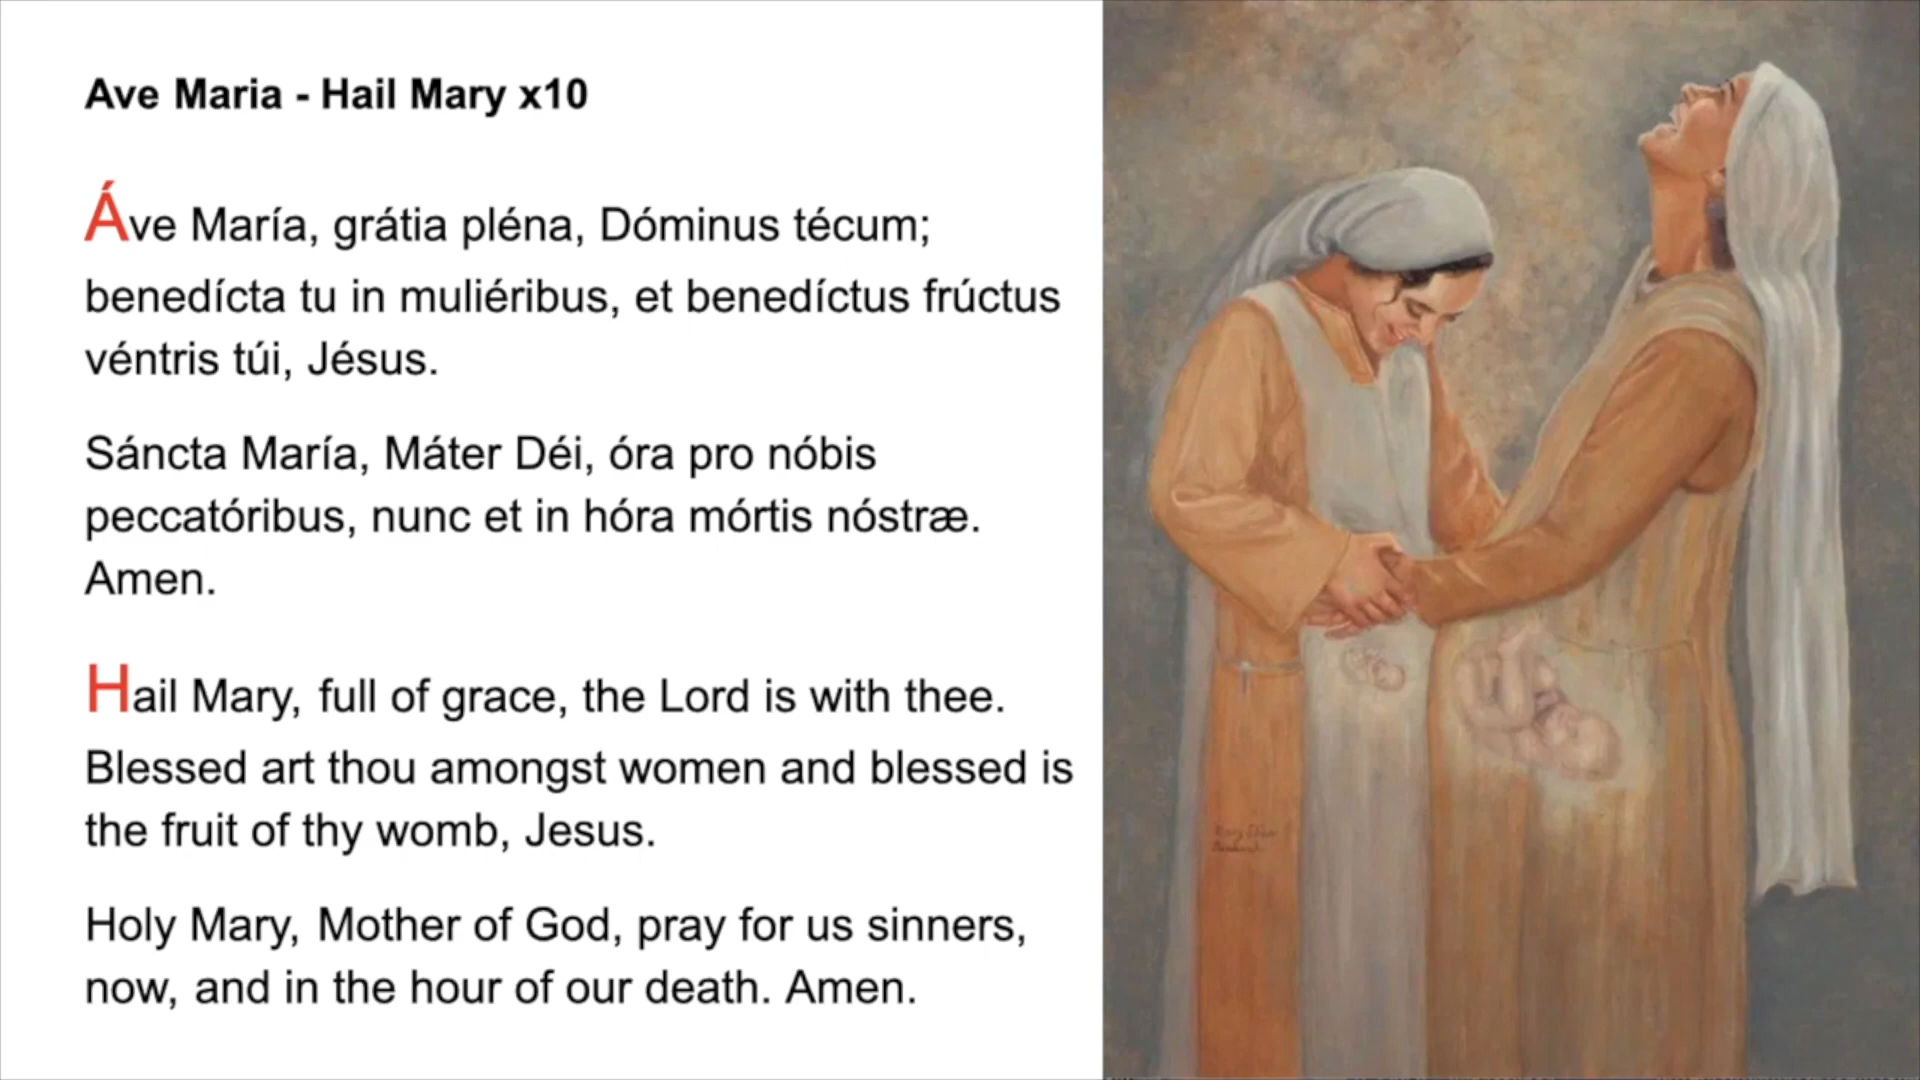 Ave Maria - Hail Mary x10
Áve María, grátia pléna, Dóminus técum;
benedícta tu in muliéribus, et benedíctus frúctus
véntris túi, Jésus.
Sáncta María, Máter Déi, óra pro nóbis
peccatóribus, nunc et in hóra mórtis nóstræ.
Amen.
Hail Mary, full of grace, the Lord is with thee.
Blessed art thou amongst women and blessed is
the fruit of thy womb, Jesus.
Holy Mary, Mother of God, pray for us sinners,
now, and in the hour of our death. Amen.